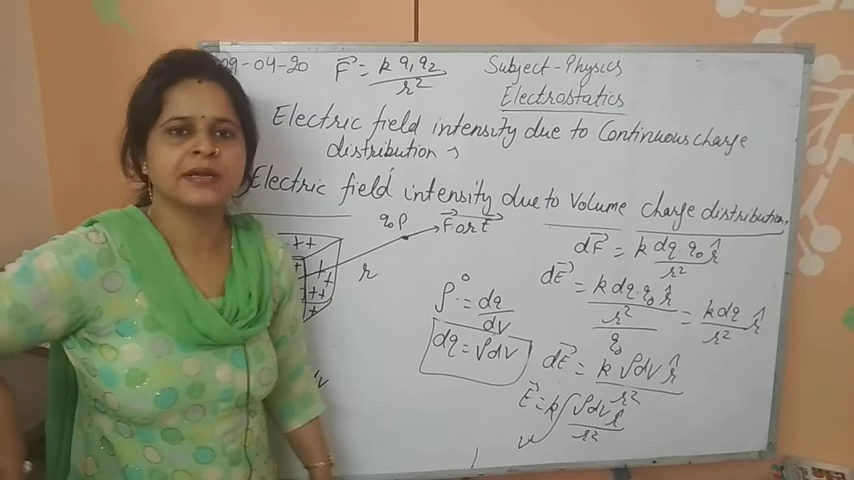 09-04-20
F⃗ = k q₁ q₂ / r²
Subject-Physics
Electrostatics
Electric field intensity due to Continuous charge
distribution →
Electric field intensity due to Volume charge distribution.
++
q₀ P
F⃗ or E⃗
r
+
+
++
+
dF⃗ = k dq·q₀ r̂ / r²
dE⃗ = (k dq·q₀ r̂ / r²) / q₀ = k dq r̂ / r²
ρ = dq / dv
dq = ρdv
dE⃗ = k ρdv r̂ / r²
E⃗ = k ∫ ρdv r̂ / r²
v